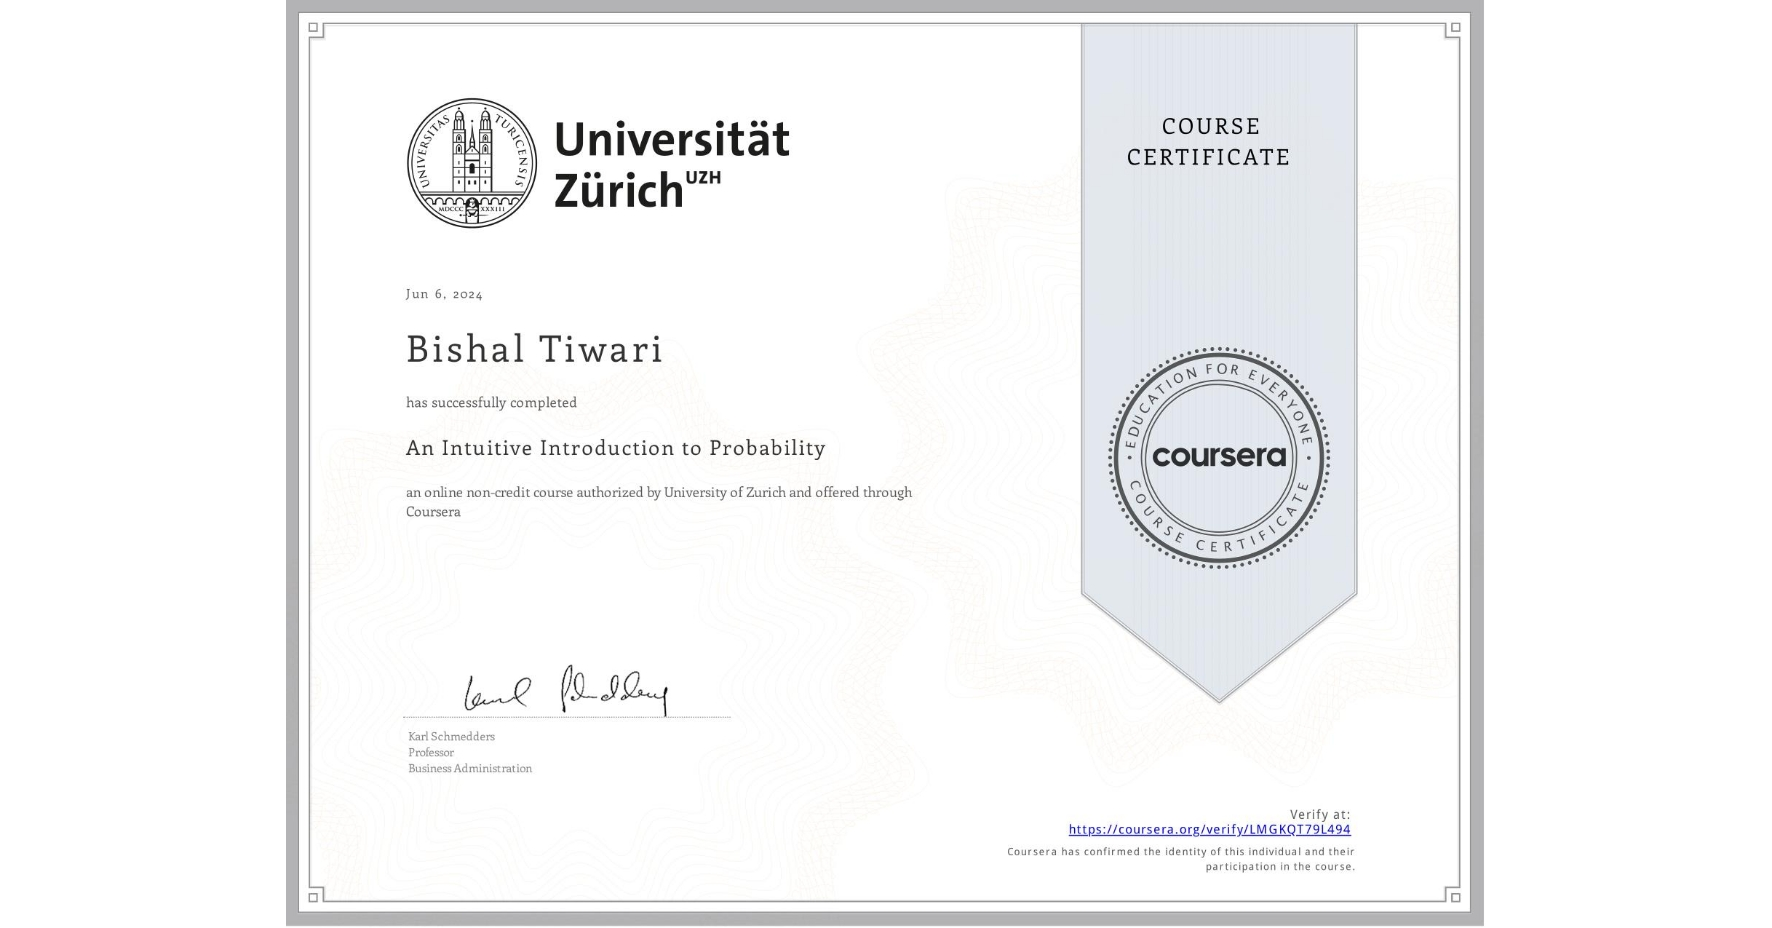 UNIVERSITAS TURICENSIS
MDCCC XXXIII
Universität
Zürich UZH
COURSE
CERTIFICATE
Jun 6, 2024
Bishal Tiwari
has successfully completed
An Intuitive Introduction to Probability
an online non-credit course authorized by University of Zurich and offered through
Coursera
EDUCATION FOR EVERYONE
coursera
COURSE CERTIFICATE
Karl Schmedders
Professor
Business Administration
Verify at:
https://coursera.org/verify/LMGKQT79L494
Coursera has confirmed the identity of this individual and their
participation in the course.